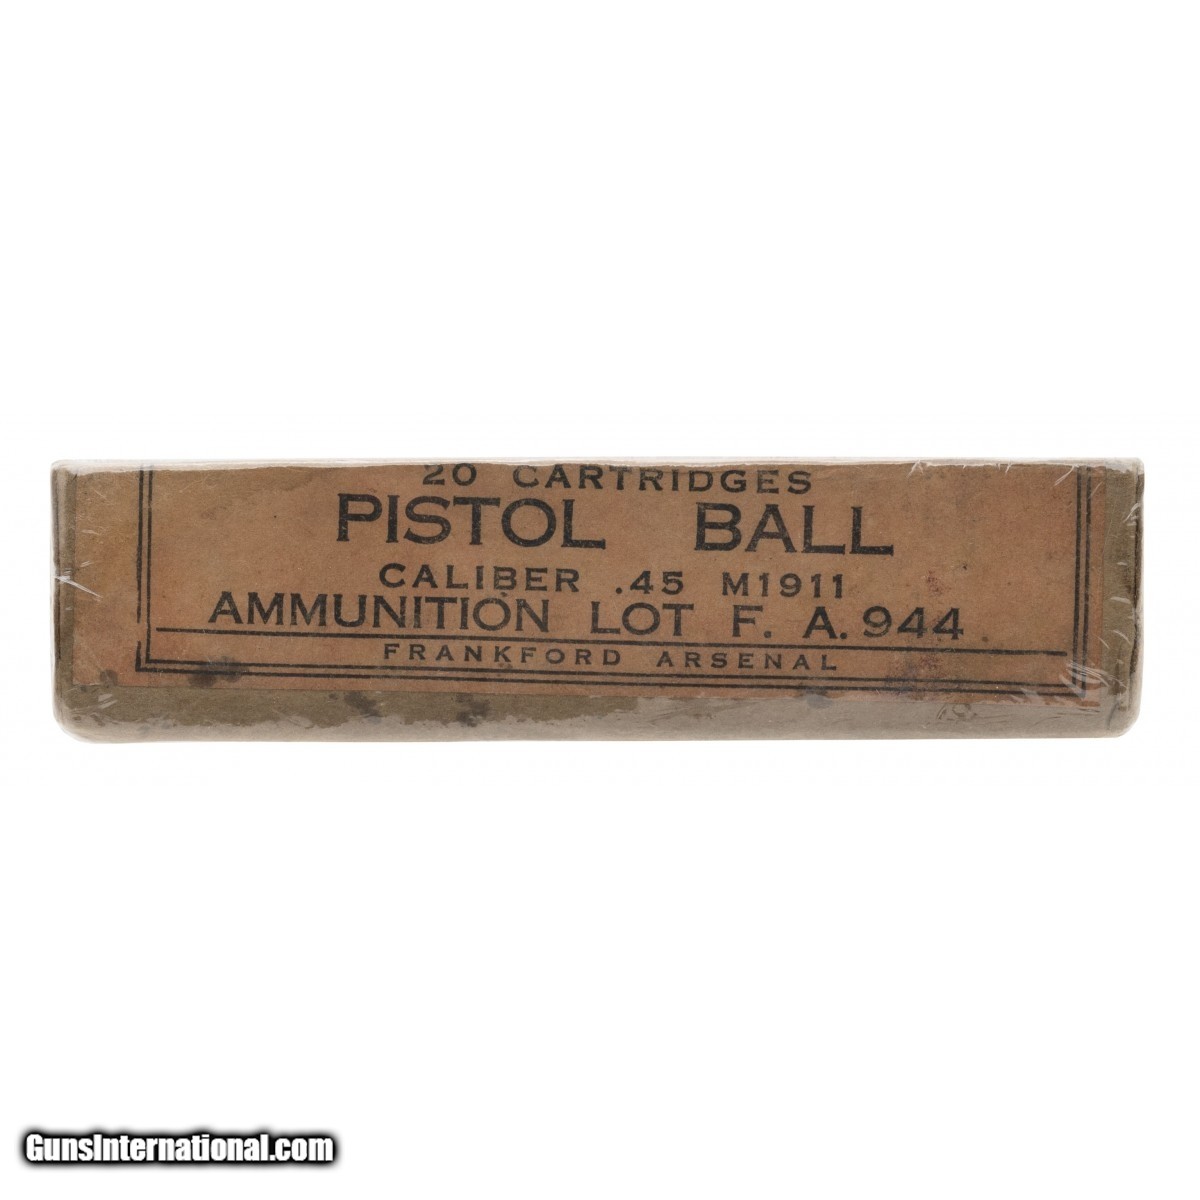 20 CARTRIDGES
PISTOL BALL
CALIBER .45 M1911
AMMUNITION LOT F. A. 944
FRANKFORD ARSENAL
GunsInternational.com